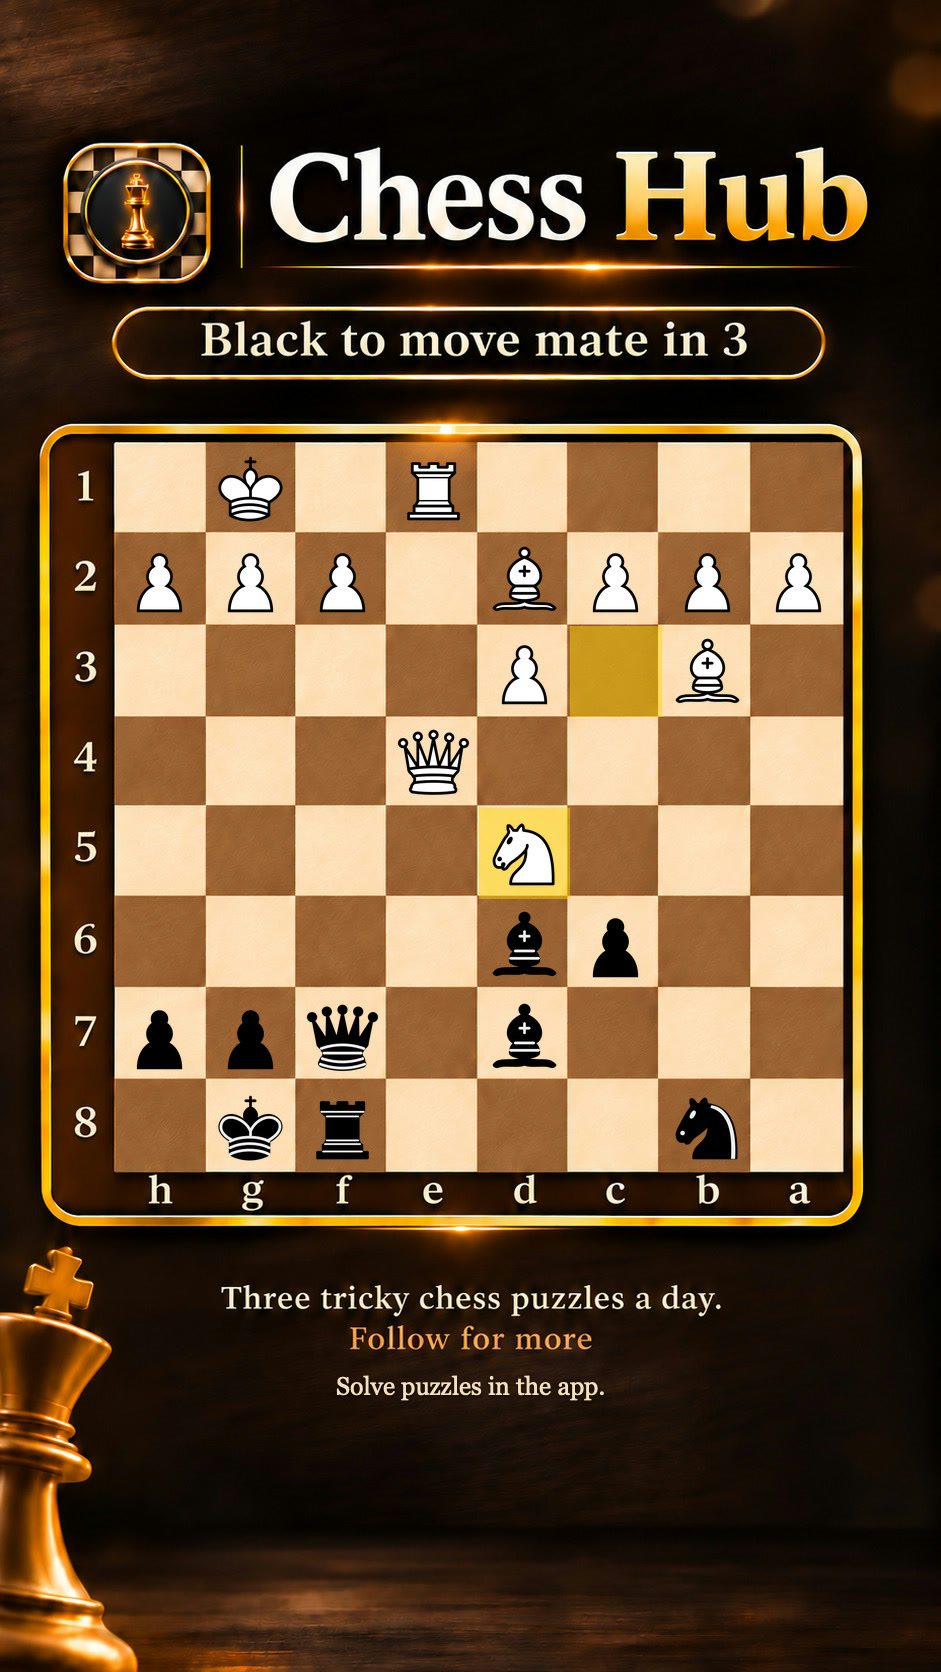 Chess Hub
Black to move mate in 3
1
2
3
4
5
6
7
8
h g f e d c b a
Three tricky chess puzzles a day.
Follow for more
Solve puzzles in the app.